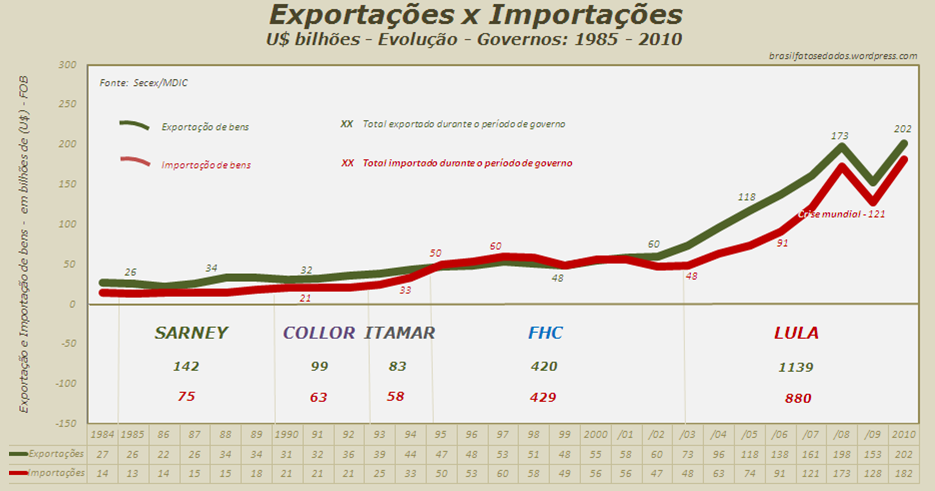 Exportações x Importações
U$ bilhões - Evolução - Governos: 1985 - 2010
brasilfatosedados.wordpress.com
Exportação e Importação de bens - em bilhões de (U$) - FOB
300
250
200
150
100
50
0
-50
-100
-150
Fonte: Secex/MDIC
Exportação de bens
XX Total exportado durante o período de governo
Importação de bens
XX Total importado durante o período de governo
26
34
32
21
33
50
60
48
60
48
118
91
173
Crise mundial - 121
202
SARNEY COLLOR ITAMAR FHC LULA
142 99 83 420 1139
75 63 58 429 880
1984 1985 86 87 88 89 1990 91 92 93 94 95 96 97 98 99 2000 /01 /02 /03 /04 /05 /06 /07 /08 /09 2010
Exportações 27 26 22 26 34 34 31 32 36 39 44 47 48 53 51 48 55 58 60 73 96 118 138 161 198 153 202
Importações 14 13 14 15 15 18 21 21 21 25 33 50 53 60 58 49 56 56 47 48 63 74 91 121 173 128 182